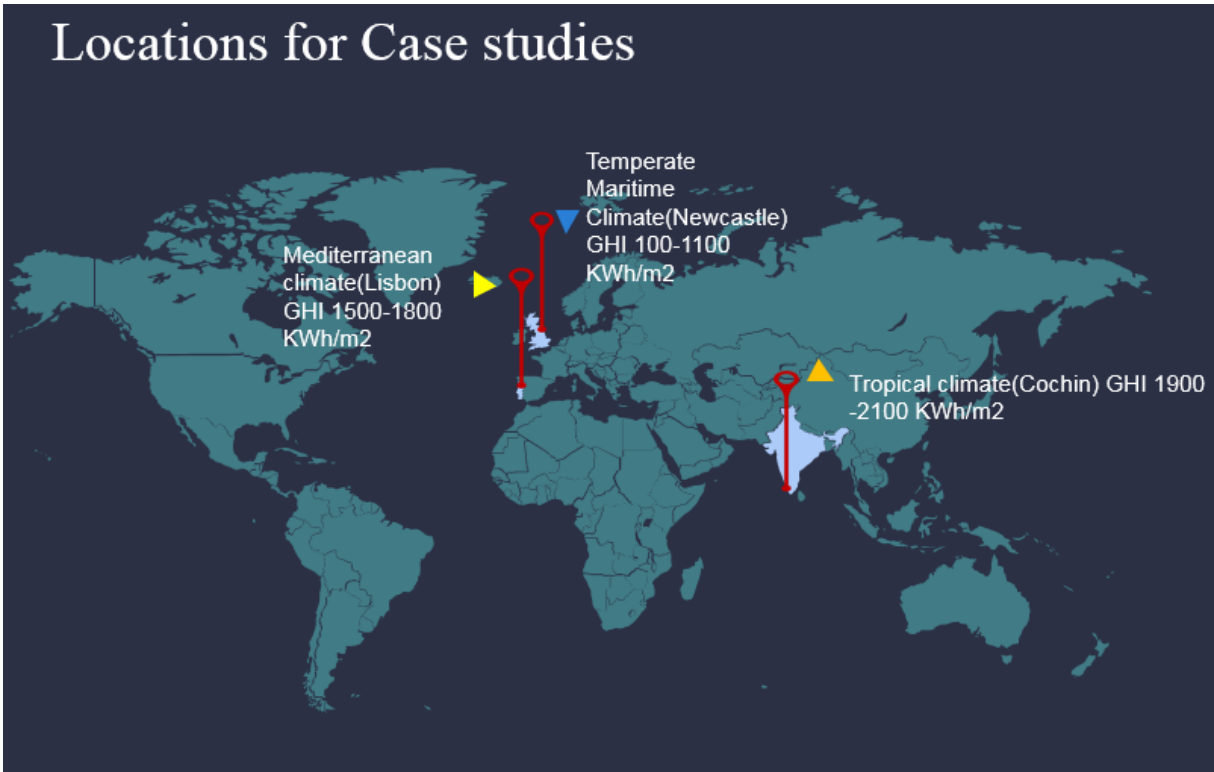 Locations for Case studies
Temperate
Maritime
Climate(Newcastle)
GHI 100-1100
KWh/m2
Mediterranean
climate(Lisbon)
GHI 1500-1800
KWh/m2
Tropical climate(Cochin) GHI 1900
-2100 KWh/m2